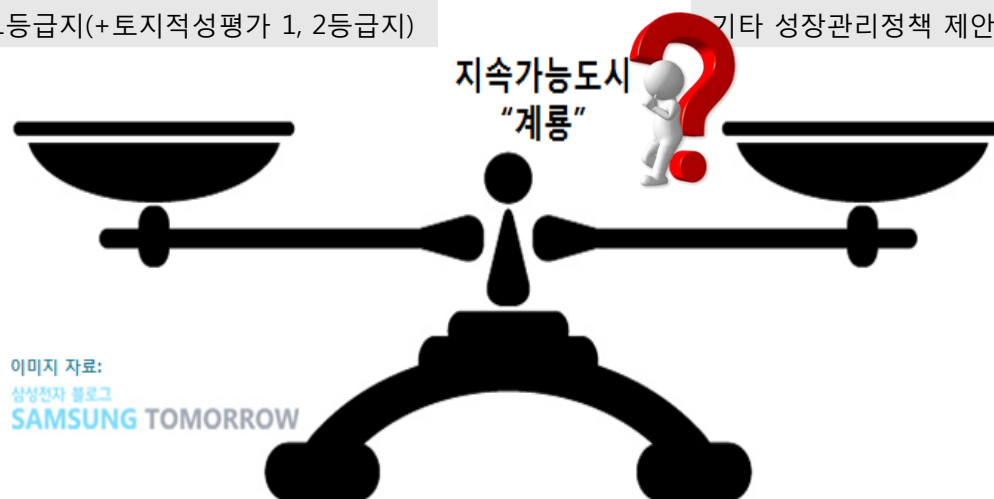 1등급지(+토지적성평가 1, 2등급지)
기타 성장관리정책 제안
지속가능도시
“계룡”
이미지 자료:
삼성전자 블로그
SAMSUNG TOMORROW